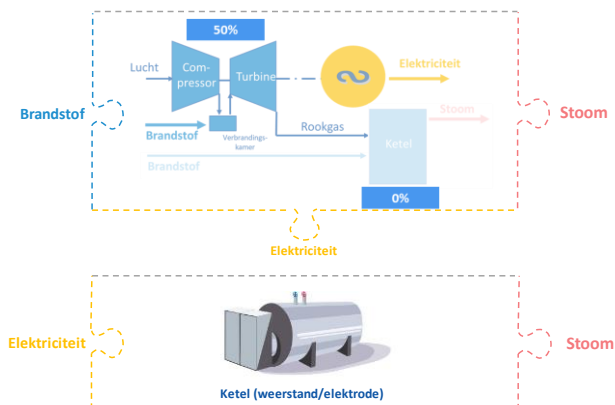 50%
Lucht
Com-
pressor
Turbine
Elektriciteit
Brandstof
Stoom
Stoom
Brandstof
Verbrandings-
kamer
Rookgas
Ketel
Brandstof
0%
Elektriciteit
Elektriciteit
Stoom
Ketel (weerstand/elektrode)